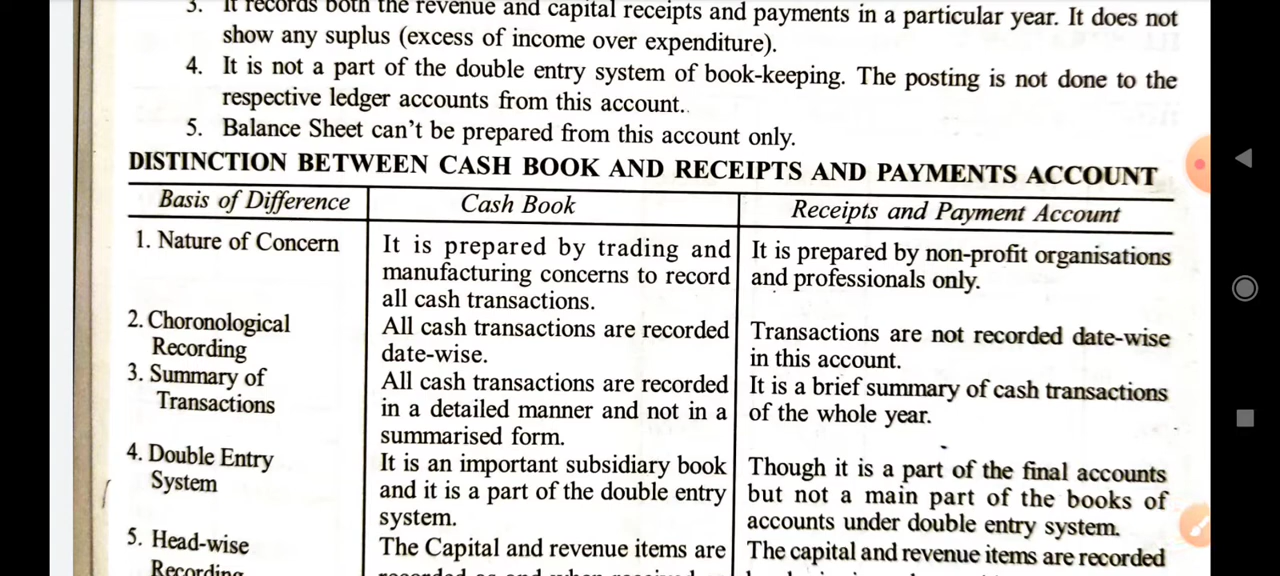 3. It records both the revenue and capital receipts and payments in a particular year. It does not
show any suplus (excess of income over expenditure).
4. It is not a part of the double entry system of book-keeping. The posting is not done to the
respective ledger accounts from this account.
5. Balance Sheet can't be prepared from this account only.
DISTINCTION BETWEEN CASH BOOK AND RECEIPTS AND PAYMENTS ACCOUNT
Basis of Difference Cash Book Receipts and Payment Account
1. Nature of Concern It is prepared by trading and It is prepared by non-profit organisations
manufacturing concerns to record and professionals only.
all cash transactions.
2. Choronological All cash transactions are recorded Transactions are not recorded date-wise
Recording date-wise. in this account.
3. Summary of All cash transactions are recorded It is a brief summary of cash transactions
Transactions in a detailed manner and not in a of the whole year.
summarised form.
4. Double Entry It is an important subsidiary book Though it is a part of the final accounts
System and it is a part of the double entry but not a main part of the books of
system. accounts under double entry system.
5. Head-wise The Capital and revenue items are The capital and revenue items are recorded
Recording